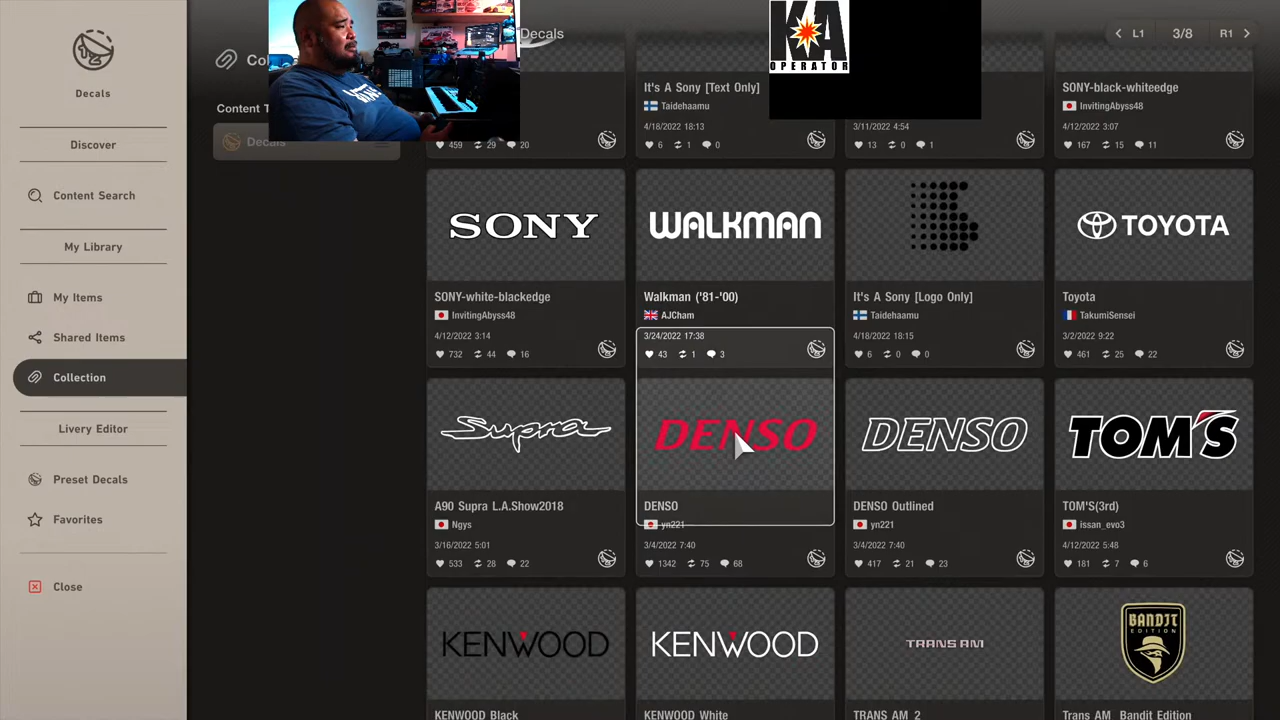 Decals
Discover
Content Search
My Library
My Items
Shared Items
Collection
Livery Editor
Preset Decals
Favorites
Close
Decals
Content
Decals
KA
OPERATOR
L1
3/8
R1
459 29 20
It's A Sony [Text Only]
Taidehaamu
4/18/2022 18:13
6 1 0
3/11/2022 4:54
13 0 1
SONY-black-whiteedge
InvitingAbyss48
4/12/2022 3:07
167 15 11
SONY
SONY-white-blackedge
InvitingAbyss48
4/12/2022 3:14
732 44 16
WALKMAN
Walkman ('81-'00)
AJCham
3/24/2022 17:38
43 1 3
It's A Sony [Logo Only]
Taidehaamu
4/18/2022 18:15
6 0 0
TOYOTA
Toyota
TakumiSensei
3/2/2022 9:22
461 25 22
Supra
A90 Supra L.A.Show2018
Ngys
3/16/2022 5:01
533 28 22
DENSO
DENSO
yn221
3/4/2022 7:40
1342 75 68
DENSO
DENSO Outlined
yn221
3/4/2022 7:40
417 21 23
TOM'S
TOM'S(3rd)
issan_evo3
4/12/2022 5:48
181 7 6
KENWOOD
KENWOOD Black
KENWOOD
KENWOOD White
TRANS AM
TRANS AM 2
BANDIT
EDITION
Trans AM Bandit Edition